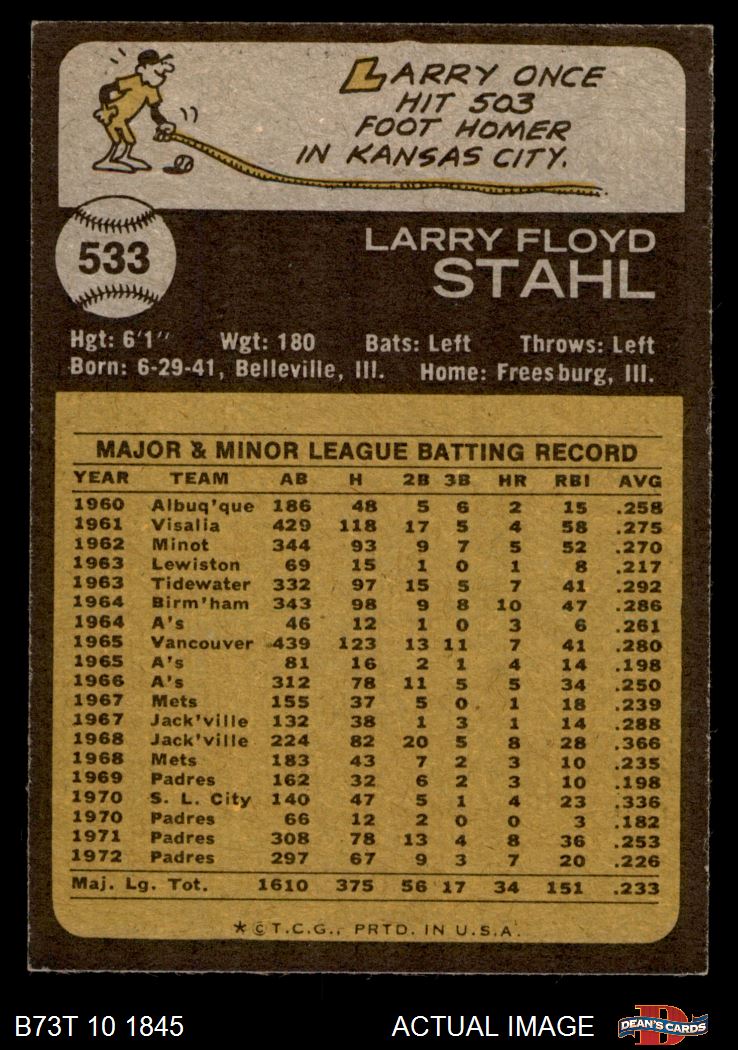 LARRY ONCE
HIT 503
FOOT HOMER
IN KANSAS CITY.
533
LARRY FLOYD
STAHL
Hgt: 6'1" Wgt: 180 Bats: Left Throws: Left
Born: 6-29-41, Belleville, Ill. Home: Freesburg, Ill.
MAJOR & MINOR LEAGUE BATTING RECORD
YEAR TEAM AB H 2B 3B HR RBI AVG
1960 Albuq'que 186 48 5 6 2 15 .258
1961 Visalia 429 118 17 5 4 58 .275
1962 Minot 344 93 9 7 5 52 .270
1963 Lewiston 69 15 1 0 1 8 .217
1963 Tidewater 332 97 15 5 7 41 .292
1964 Birm'ham 343 98 9 8 10 47 .286
1964 A's 46 12 1 0 3 6 .261
1965 Vancouver 439 123 13 11 7 41 .280
1965 A's 81 16 2 1 4 14 .198
1966 A's 312 78 11 5 5 34 .250
1967 Mets 155 37 5 0 1 18 .239
1967 Jack'ville 132 38 1 3 1 14 .288
1968 Jack'ville 224 82 20 5 8 28 .366
1968 Mets 183 43 7 2 3 10 .235
1969 Padres 162 32 6 2 3 10 .198
1970 S. L. City 140 47 5 1 4 23 .336
1970 Padres 66 12 2 0 0 3 .182
1971 Padres 308 78 13 4 8 36 .253
1972 Padres 297 67 9 3 7 20 .226
Maj. Lg. Tot. 1610 375 56 17 34 151 .233
* © T.C.G., PRTD. IN U.S.A.
B73T 10 1845 ACTUAL IMAGE DEAN'S CARDS